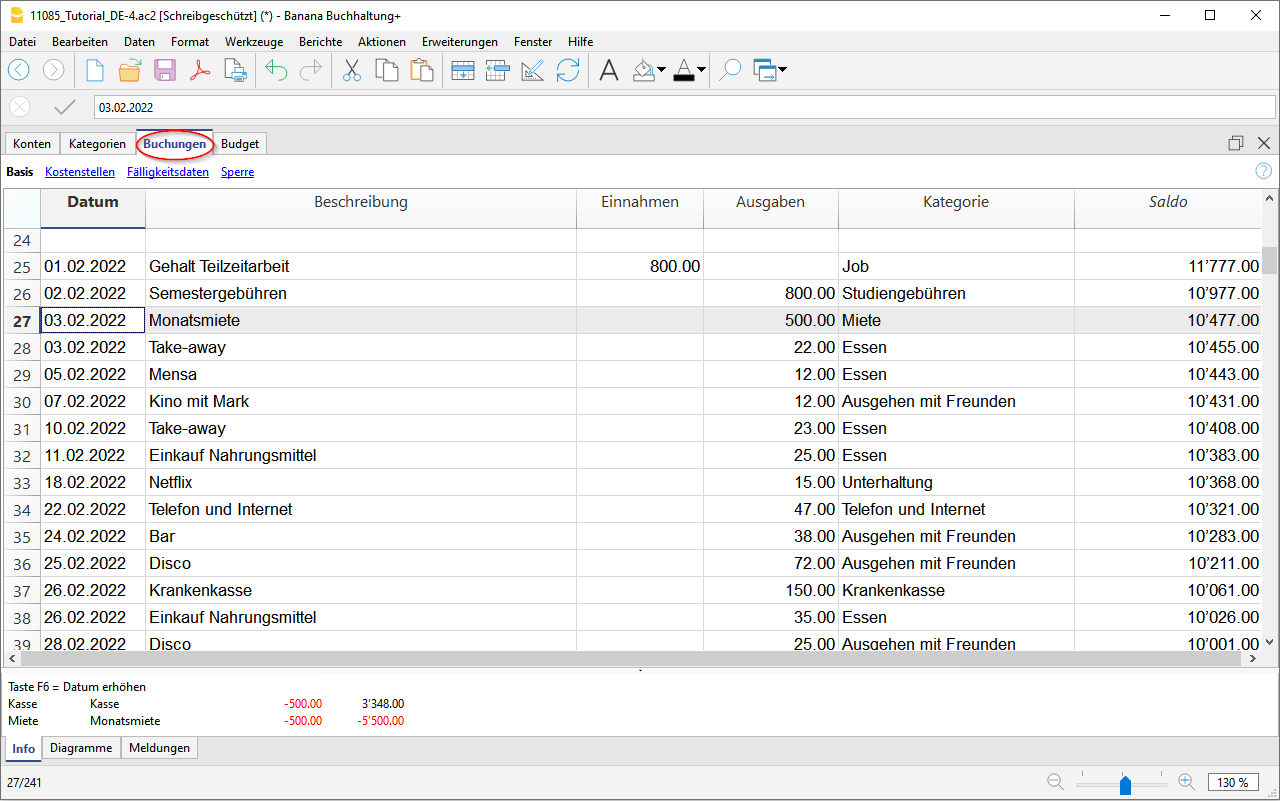 11085_Tutorial_DE-4.ac2 [Schreibgeschützt] (*) - Banana Buchhaltung+
Datei Bearbeiten Daten Format Werkzeuge Berichte Aktionen Erweiterungen Fenster Hilfe
03.02.2022
Konten Kategorien Buchungen Budget
Basis Kostenstellen Fälligkeitsdaten Sperre
Datum Beschreibung Einnahmen Ausgaben Kategorie Saldo
24
25 01.02.2022 Gehalt Teilzeitarbeit 800.00 Job 11’777.00
26 02.02.2022 Semestergebühren 800.00 Studiengebühren 10’977.00
27 03.02.2022 Monatsmiete 500.00 Miete 10’477.00
28 03.02.2022 Take-away 22.00 Essen 10’455.00
29 05.02.2022 Mensa 12.00 Essen 10’443.00
30 07.02.2022 Kino mit Mark 12.00 Ausgehen mit Freunden 10’431.00
31 10.02.2022 Take-away 23.00 Essen 10’408.00
32 11.02.2022 Einkauf Nahrungsmittel 25.00 Essen 10’383.00
33 18.02.2022 Netflix 15.00 Unterhaltung 10’368.00
34 22.02.2022 Telefon und Internet 47.00 Telefon und Internet 10’321.00
35 24.02.2022 Bar 38.00 Ausgehen mit Freunden 10’283.00
36 25.02.2022 Disco 72.00 Ausgehen mit Freunden 10’211.00
37 26.02.2022 Krankenkasse 150.00 Krankenkasse 10’061.00
38 26.02.2022 Einkauf Nahrungsmittel 35.00 Essen 10’026.00
39 28.02.2022 Disco 25.00 Ausgehen mit Freunden 10’001.00
Taste F6 = Datum erhöhen
Kasse Kasse -500.00 3’348.00
Miete Monatsmiete -500.00 -5’500.00
Info Diagramme Meldungen
27/241 130 %